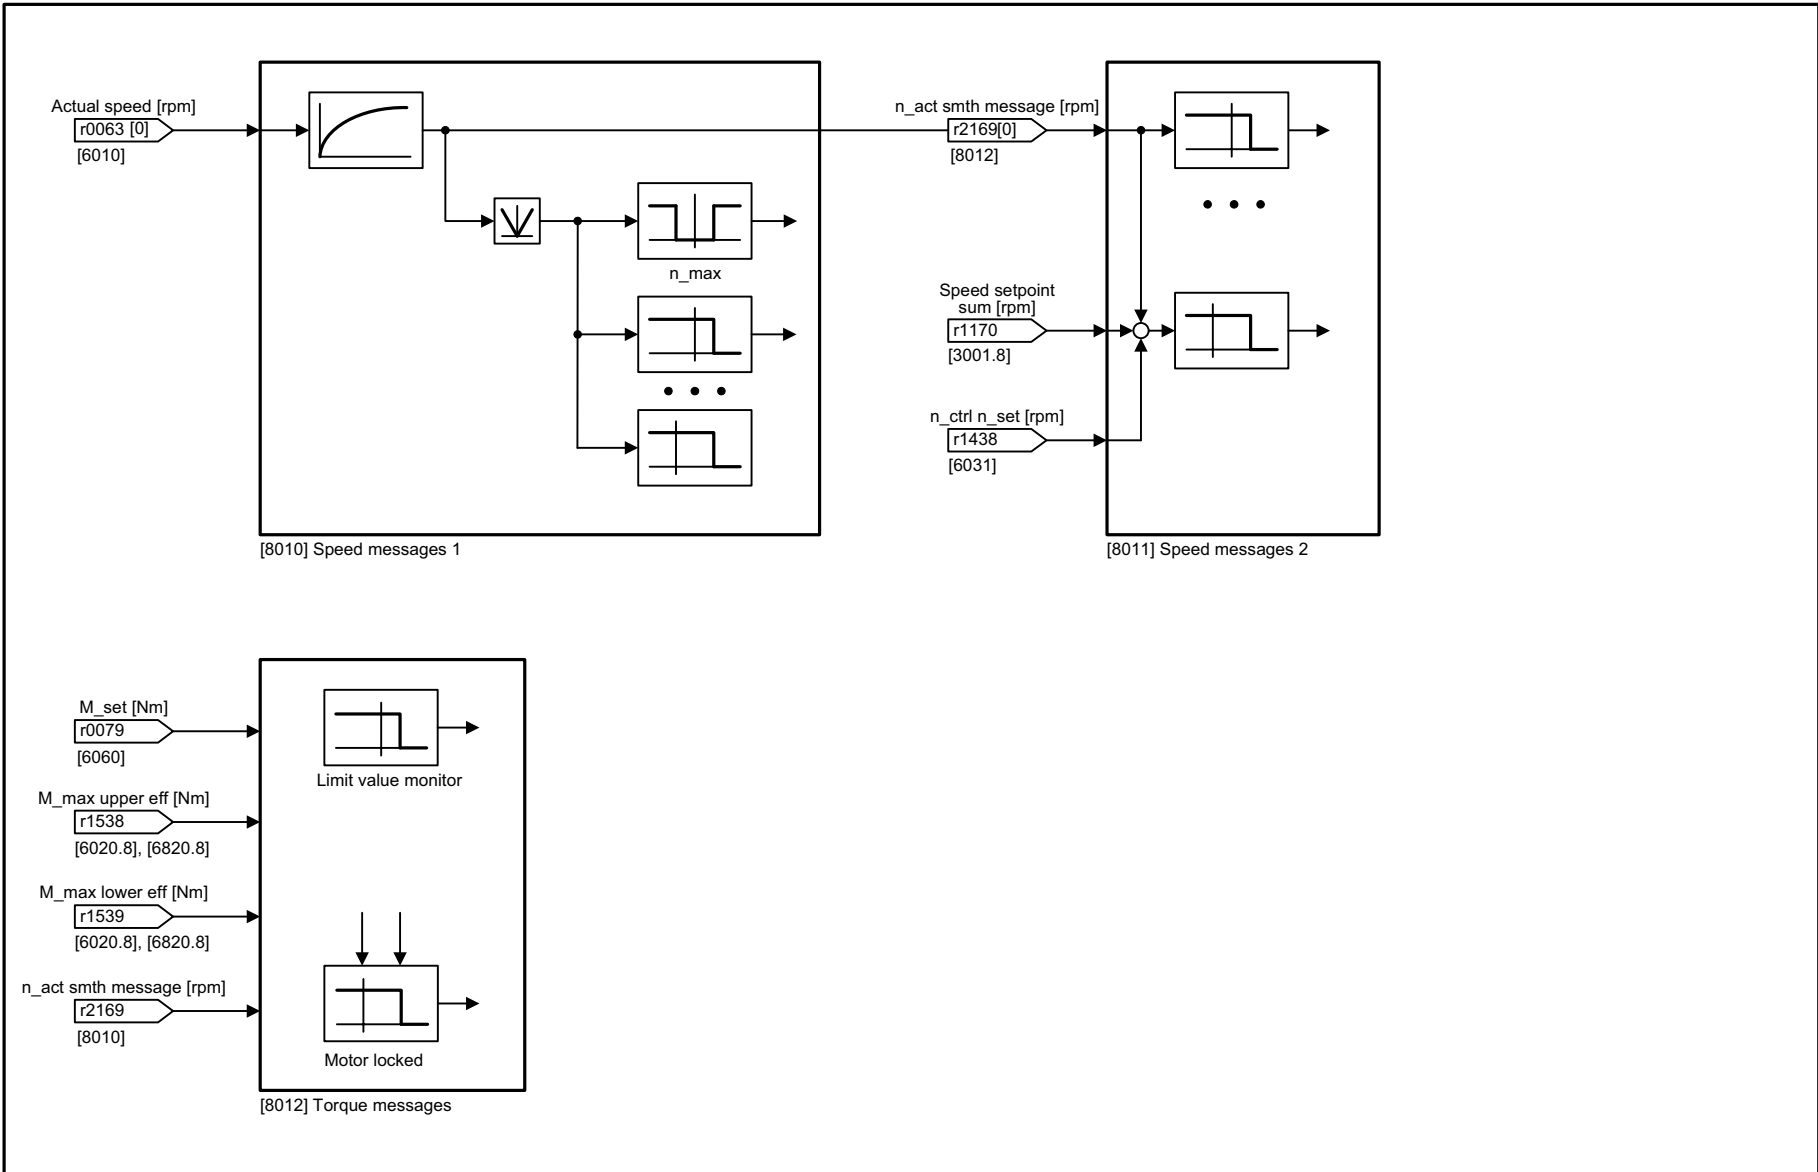 Actual speed [rpm]
r0063 [0]
[6010]
n_max
[8010] Speed messages 1
n_act smth message [rpm]
r2169[0]
[8012]
Speed setpoint
sum [rpm]
r1170
[3001.8]
n_ctrl n_set [rpm]
r1438
[6031]
[8011] Speed messages 2
M_set [Nm]
r0079
[6060]
M_max upper eff [Nm]
r1538
[6020.8], [6820.8]
M_max lower eff [Nm]
r1539
[6020.8], [6820.8]
n_act smth message [rpm]
r2169
[8010]
Limit value monitor
Motor locked
[8012] Torque messages